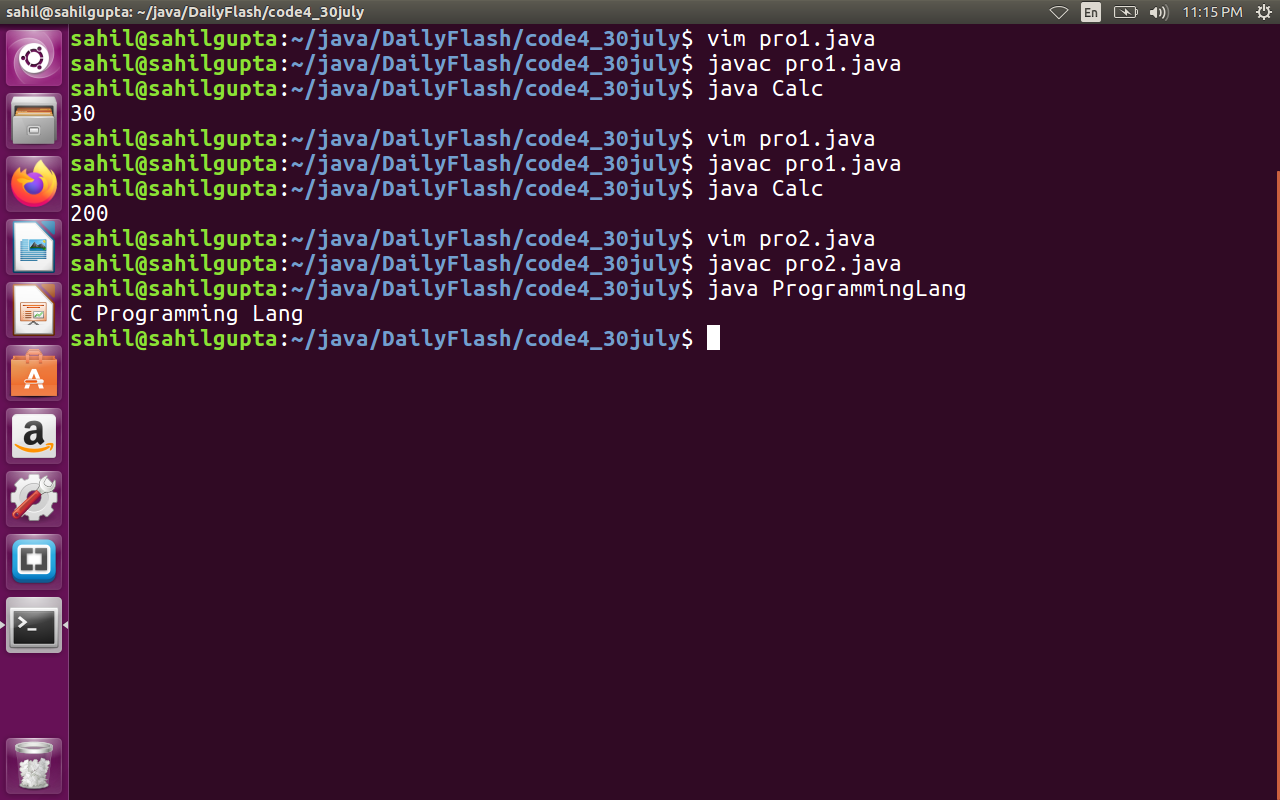 sahil@sahilgupta: ~/java/DailyFlash/code4_30july En 11:15 PM
sahil@sahilgupta:~/java/DailyFlash/code4_30july$ vim pro1.java
sahil@sahilgupta:~/java/DailyFlash/code4_30july$ javac pro1.java
sahil@sahilgupta:~/java/DailyFlash/code4_30july$ java Calc
30
sahil@sahilgupta:~/java/DailyFlash/code4_30july$ vim pro1.java
sahil@sahilgupta:~/java/DailyFlash/code4_30july$ javac pro1.java
sahil@sahilgupta:~/java/DailyFlash/code4_30july$ java Calc
200
sahil@sahilgupta:~/java/DailyFlash/code4_30july$ vim pro2.java
sahil@sahilgupta:~/java/DailyFlash/code4_30july$ javac pro2.java
sahil@sahilgupta:~/java/DailyFlash/code4_30july$ java ProgrammingLang
C Programming Lang
sahil@sahilgupta:~/java/DailyFlash/code4_30july$